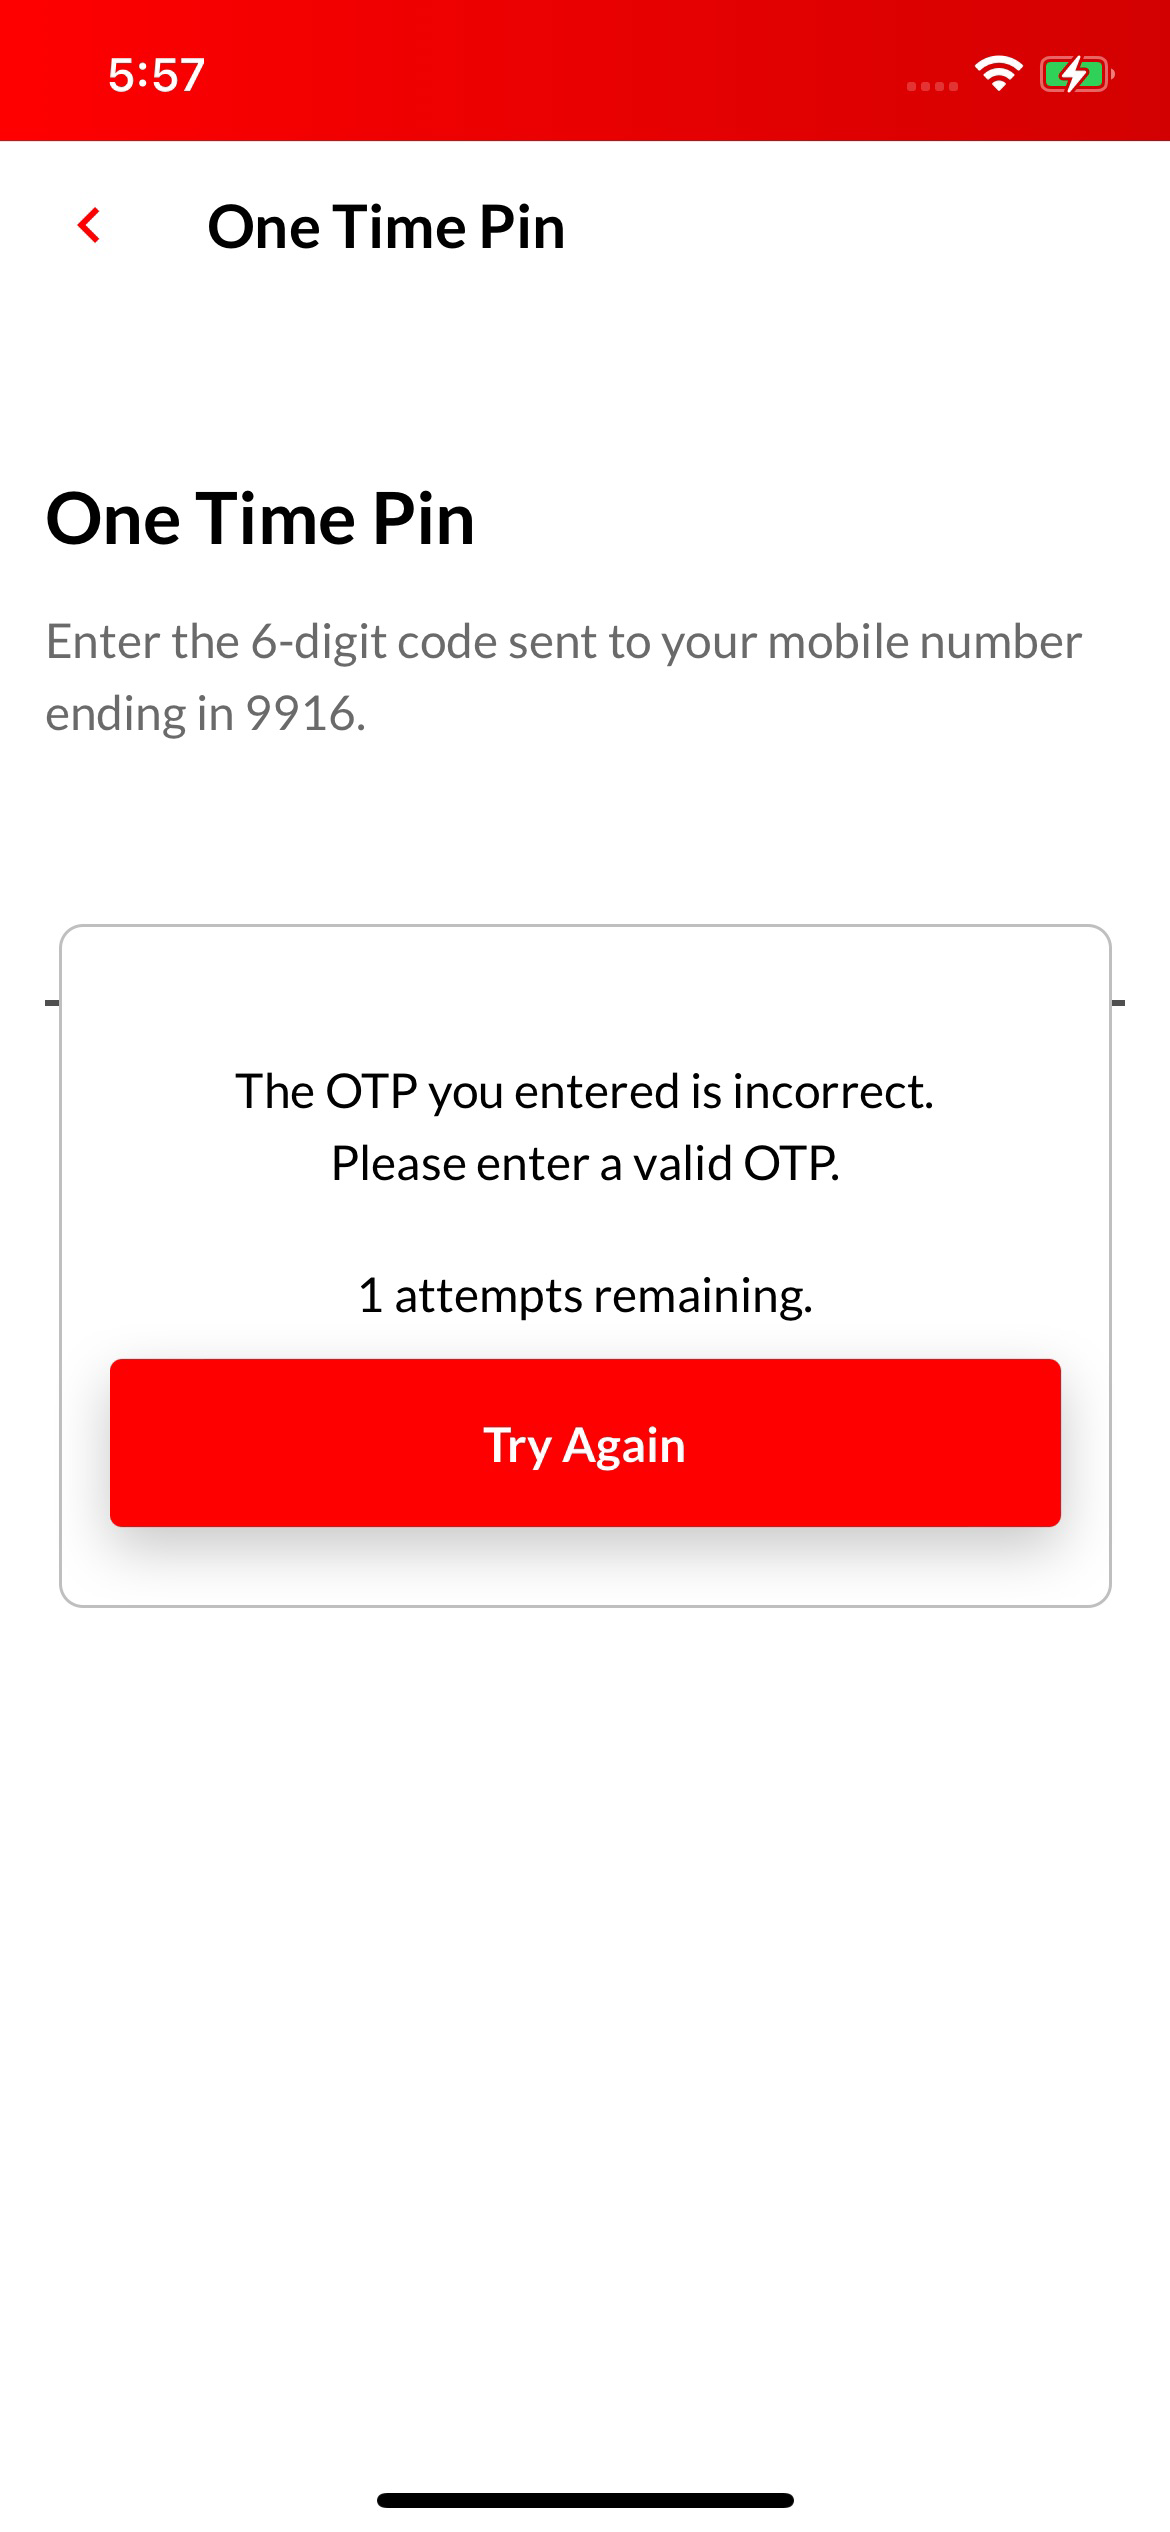 5:57
One Time Pin
One Time Pin
Enter the 6-digit code sent to your mobile number
ending in 9916.
The OTP you entered is incorrect.
Please enter a valid OTP.
1 attempts remaining.
Try Again